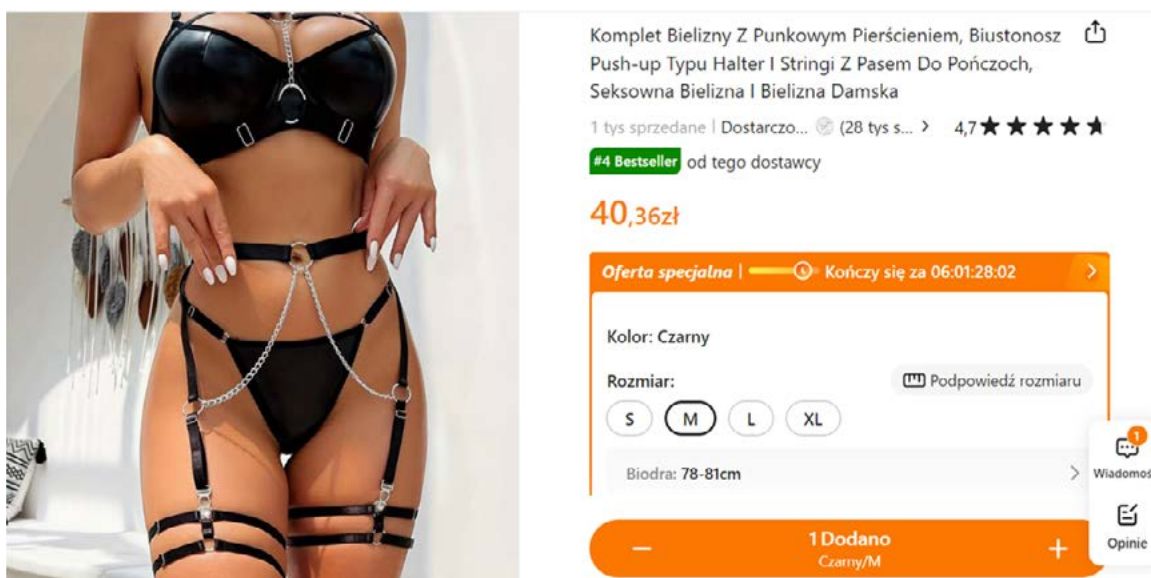 Komplet Bielizny Z Punkowym Pierścieniem, Biustonosz
Push-up Typu Halter I Stringi Z Pasem Do Pończoch,
Seksowna Bielizna I Bielizna Damska
1 tys sprzedane | Dostarczo... (28 tys s... > 4,7
#4 Bestseller od tego dostawcy
40,36zł
Oferta specjalna | Kończy się za 06:01:28:02
Kolor: Czarny
Rozmiar:
Podpowiedź rozmiaru
S M L XL
Biodra: 78-81cm
1
Wiadomoś
Opinie
− 1 Dodano +
Czarny/M